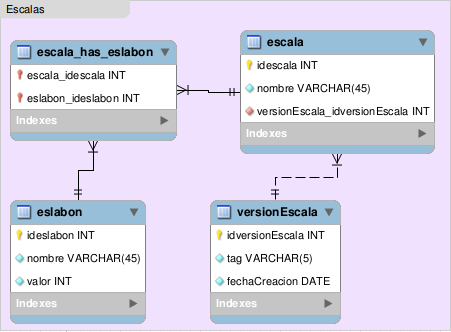 Escalas
escala_has_eslabon
escala_idescala INT
eslabon_ideslabon INT
Indexes
escala
idescala INT
nombre VARCHAR(45)
versionEscala_idversionEscala INT
Indexes
eslabon
ideslabon INT
nombre VARCHAR(45)
valor INT
Indexes
versionEscala
idversionEscala INT
tag VARCHAR(5)
fechaCreacion DATE
Indexes